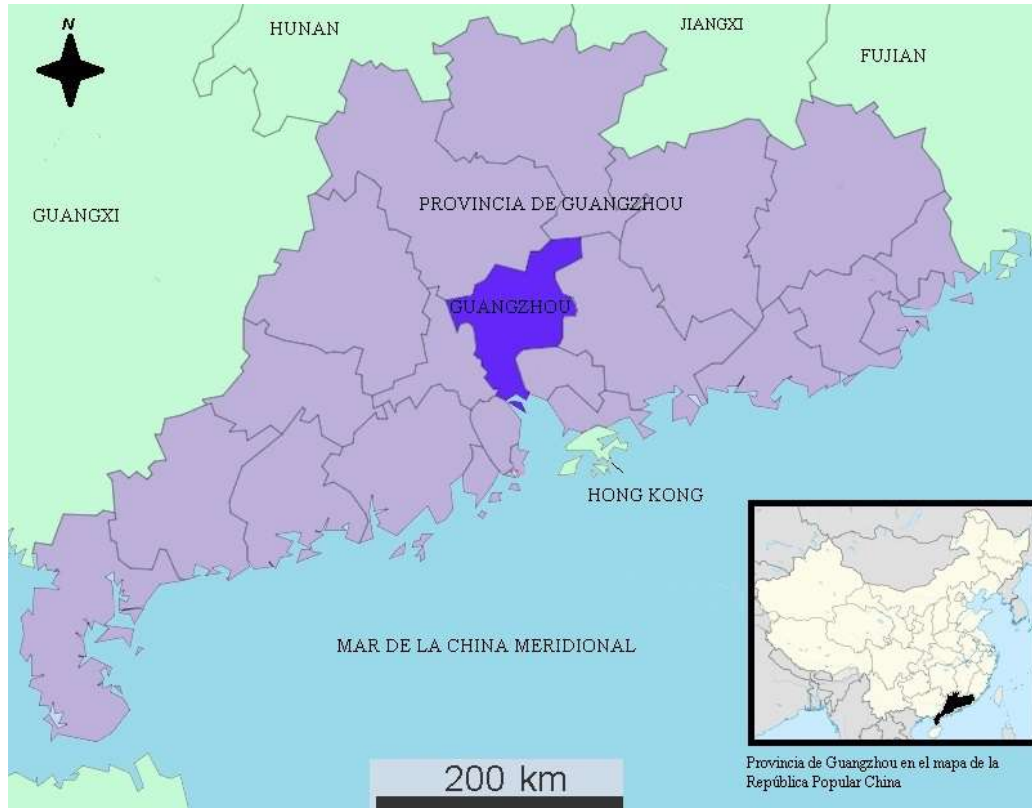 N
HUNAN
JIANGXI
FUJIAN
GUANGXI
PROVINCIA DE GUANGZHOU
GUANGZHOU
HONG KONG
MAR DE LA CHINA MERIDIONAL
200 km
Provincia de Guangzhou en el mapa de la
República Popular China